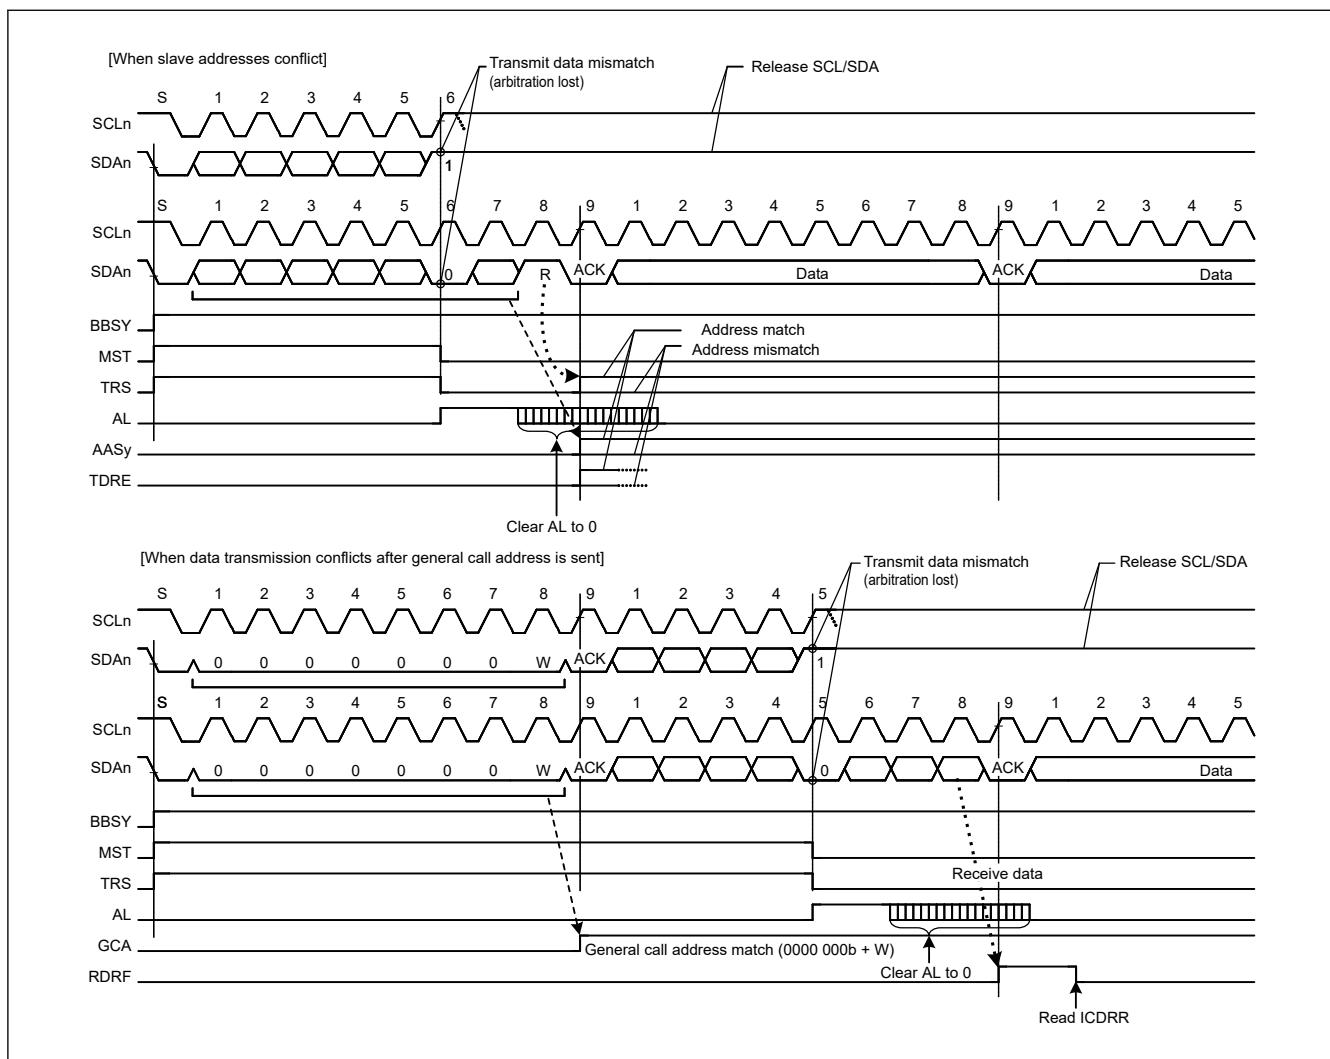 [When slave addresses conflict]
Transmit data mismatch
(arbitration lost)
Release SCL/SDA
S 1 2 3 4 5 6
SCLn
SDAn
1
S 1 2 3 4 5 6 7 8 9 1 2 3 4 5 6 7 8 9 1 2 3 4 5
SCLn
SDAn 0 R ACK Data ACK Data
BBSY
Address match
MST
Address mismatch
TRS
AL
AASy
TDRE
Clear AL to 0
[When data transmission conflicts after general call address is sent]
Transmit data mismatch
(arbitration lost)
Release SCL/SDA
S 1 2 3 4 5 6 7 8 9 1 2 3 4 5
SCLn
SDAn 0 0 0 0 0 0 0 W ACK 1
S 1 2 3 4 5 6 7 8 9 1 2 3 4 5 6 7 8 9 1 2 3 4 5
SCLn
SDAn 0 0 0 0 0 0 0 W ACK 0 ACK Data
BBSY
MST
Receive data
TRS
AL
GCA
General call address match (0000 000b + W)
Clear AL to 0
RDRF
Read ICDRR